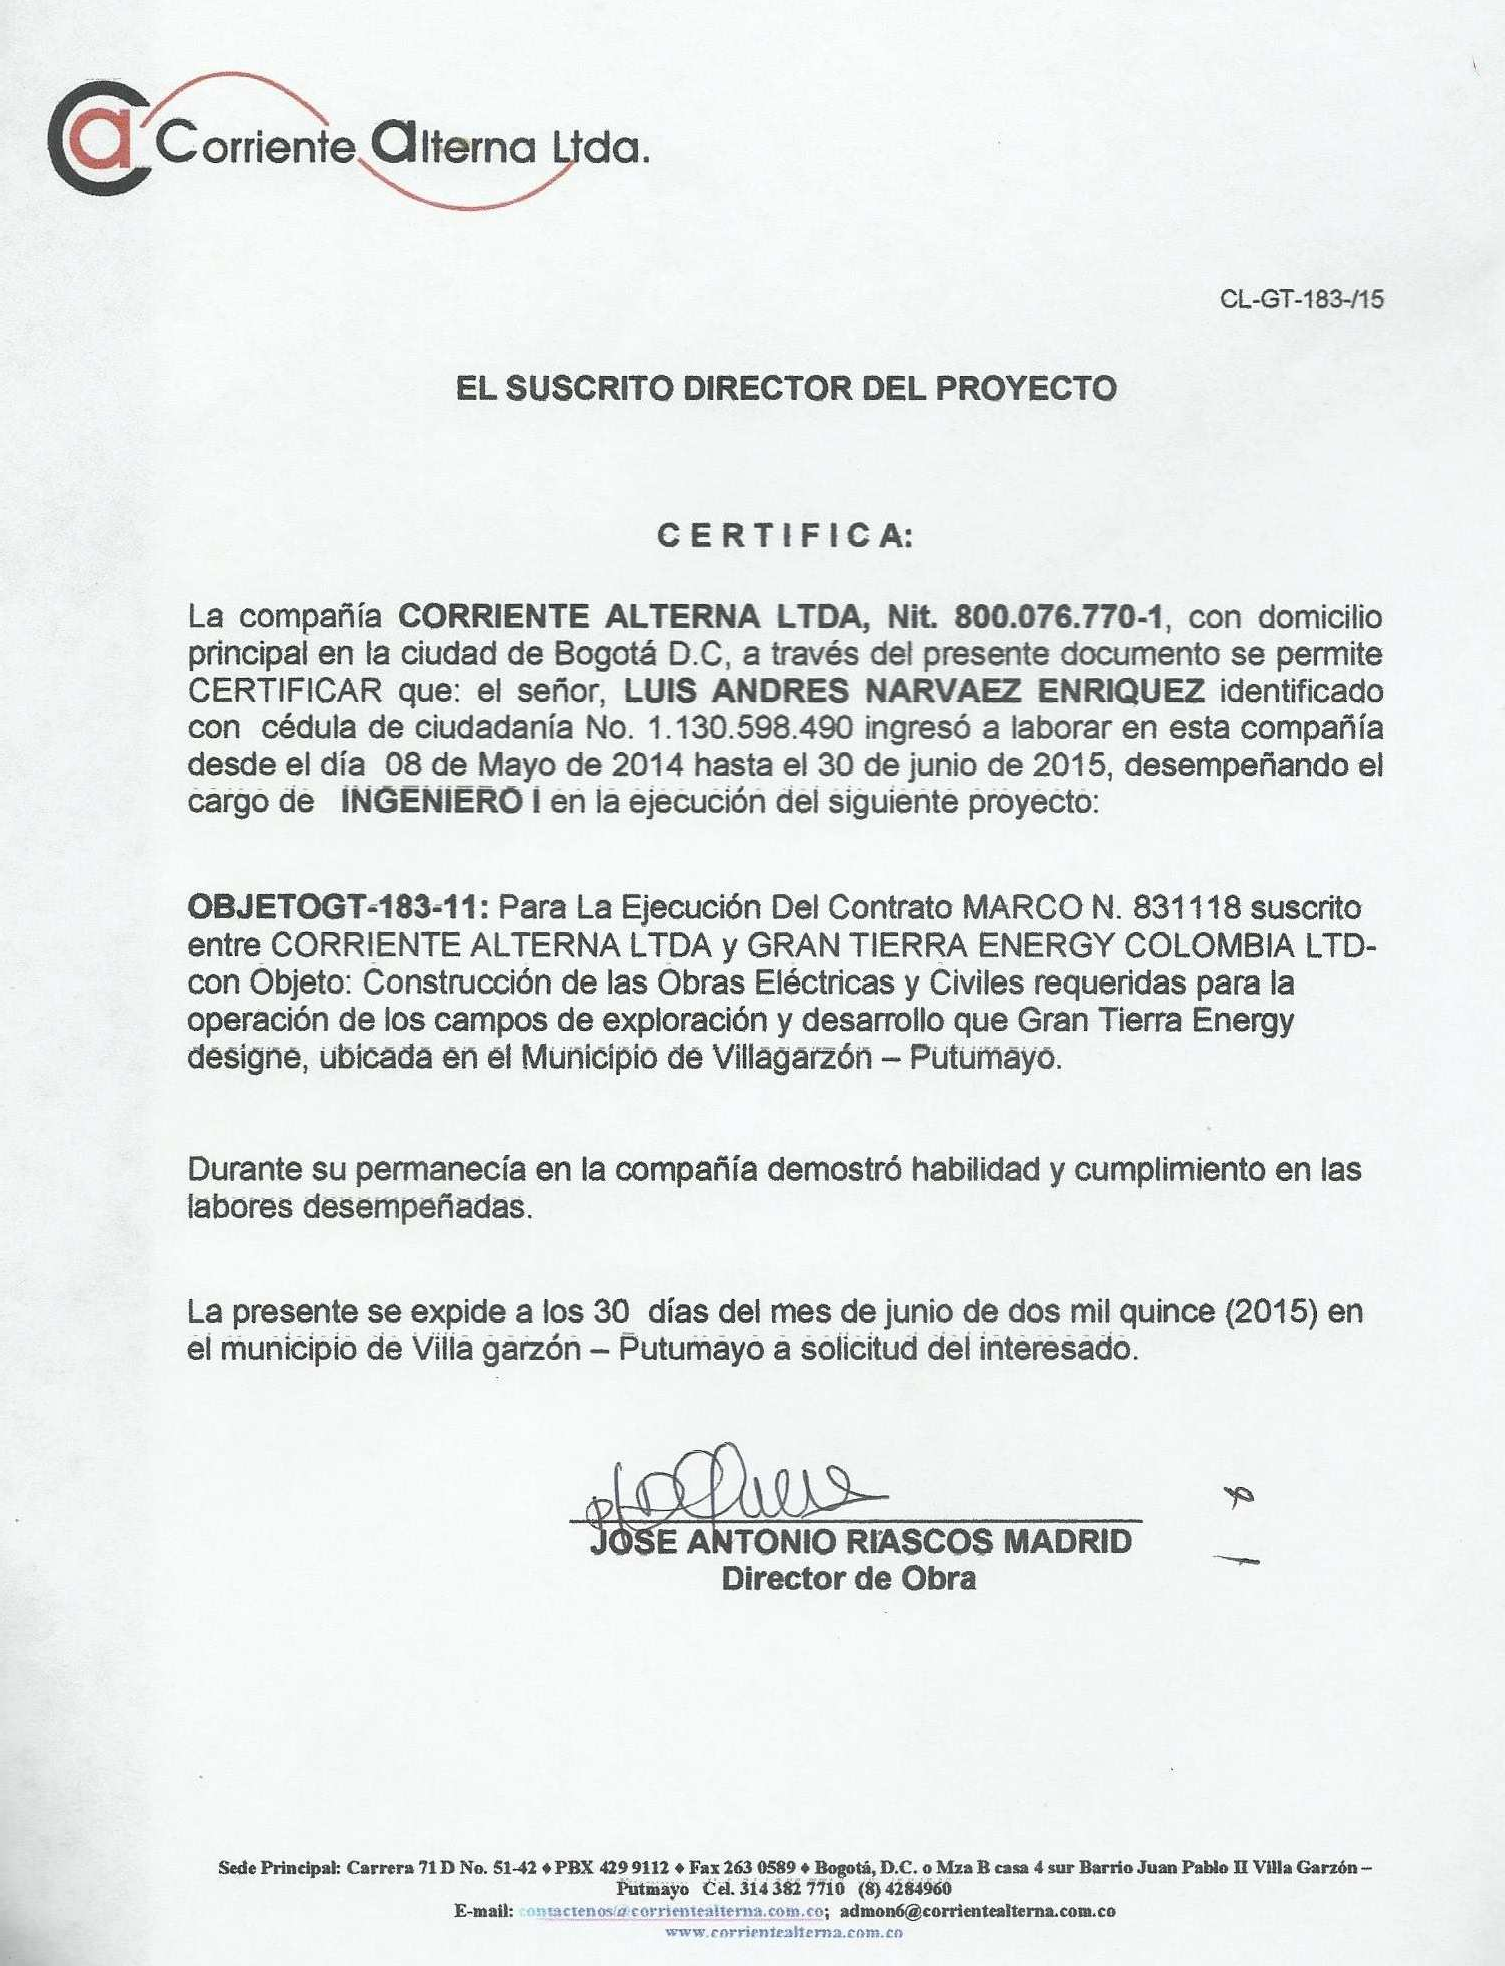 Ca Corriente alterna Ltda.
CL-GT-183-/15
EL SUSCRITO DIRECTOR DEL PROYECTO
C E R T I F I C A:
La compañía CORRIENTE ALTERNA LTDA, Nit. 800.076.770-1, con domicilio
principal en la ciudad de Bogotá D.C, a través del presente documento se permite
CERTIFICAR que: el señor, LUIS ANDRES NARVAEZ ENRIQUEZ identificado
con cédula de ciudadanía No. 1.130.598.490 ingresó a laborar en esta compañía
desde el día 08 de Mayo de 2014 hasta el 30 de junio de 2015, desempeñando el
cargo de INGENIERO I en la ejecución del siguiente proyecto:
OBJETOGT-183-11: Para La Ejecución Del Contrato MARCO N. 831118 suscrito
entre CORRIENTE ALTERNA LTDA y GRAN TIERRA ENERGY COLOMBIA LTD-
con Objeto: Construcción de las Obras Eléctricas y Civiles requeridas para la
operación de los campos de exploración y desarrollo que Gran Tierra Energy
designe, ubicada en el Municipio de Villagarzón – Putumayo.
Durante su permanecía en la compañía demostró habilidad y cumplimiento en las
labores desempeñadas.
La presente se expide a los 30 días del mes de junio de dos mil quince (2015) en
el municipio de Villa garzón – Putumayo a solicitud del interesado.
JOSE ANTONIO RIASCOS MADRID
Director de Obra
Sede Principal: Carrera 71 D No. 51-42 ♦ PBX 429 9112 ♦ Fax 263 0589 ♦ Bogotá, D.C. o Mza B casa 4 sur Barrio Juan Pablo II Villa Garzón –
Putmayo Cel. 314 382 7710 (8) 4284960
E-mail: contactenos@corrientealterna.com.co; admon6@corrientealterna.com.co
www.corrientealterna.com.co